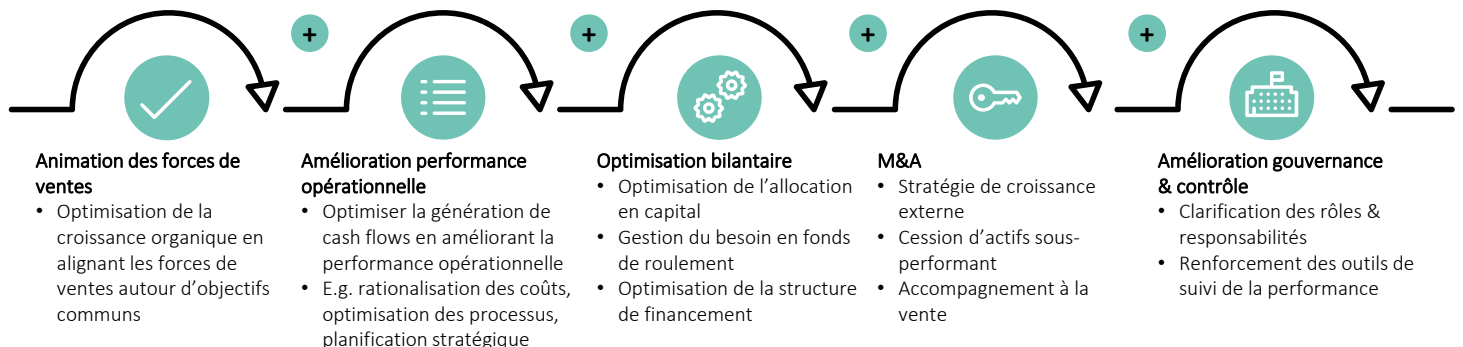 +
+
+
+
Animation des forces de
ventes
• Optimisation de la
croissance organique en
alignant les forces de
ventes autour d'objectifs
communs
Amélioration performance
opérationnelle
• Optimiser la génération de
cash flows en améliorant la
performance opérationnelle
• E.g. rationalisation des coûts,
optimisation des processus,
planification stratégique
Optimisation bilantaire
• Optimisation de l'allocation
en capital
• Gestion du besoin en fonds
de roulement
• Optimisation de la structure
de financement
M&A
• Stratégie de croissance
externe
• Cession d'actifs sous-
performant
• Accompagnement à la
vente
Amélioration gouvernance
& contrôle
• Clarification des rôles &
responsabilités
• Renforcement des outils de
suivi de la performance